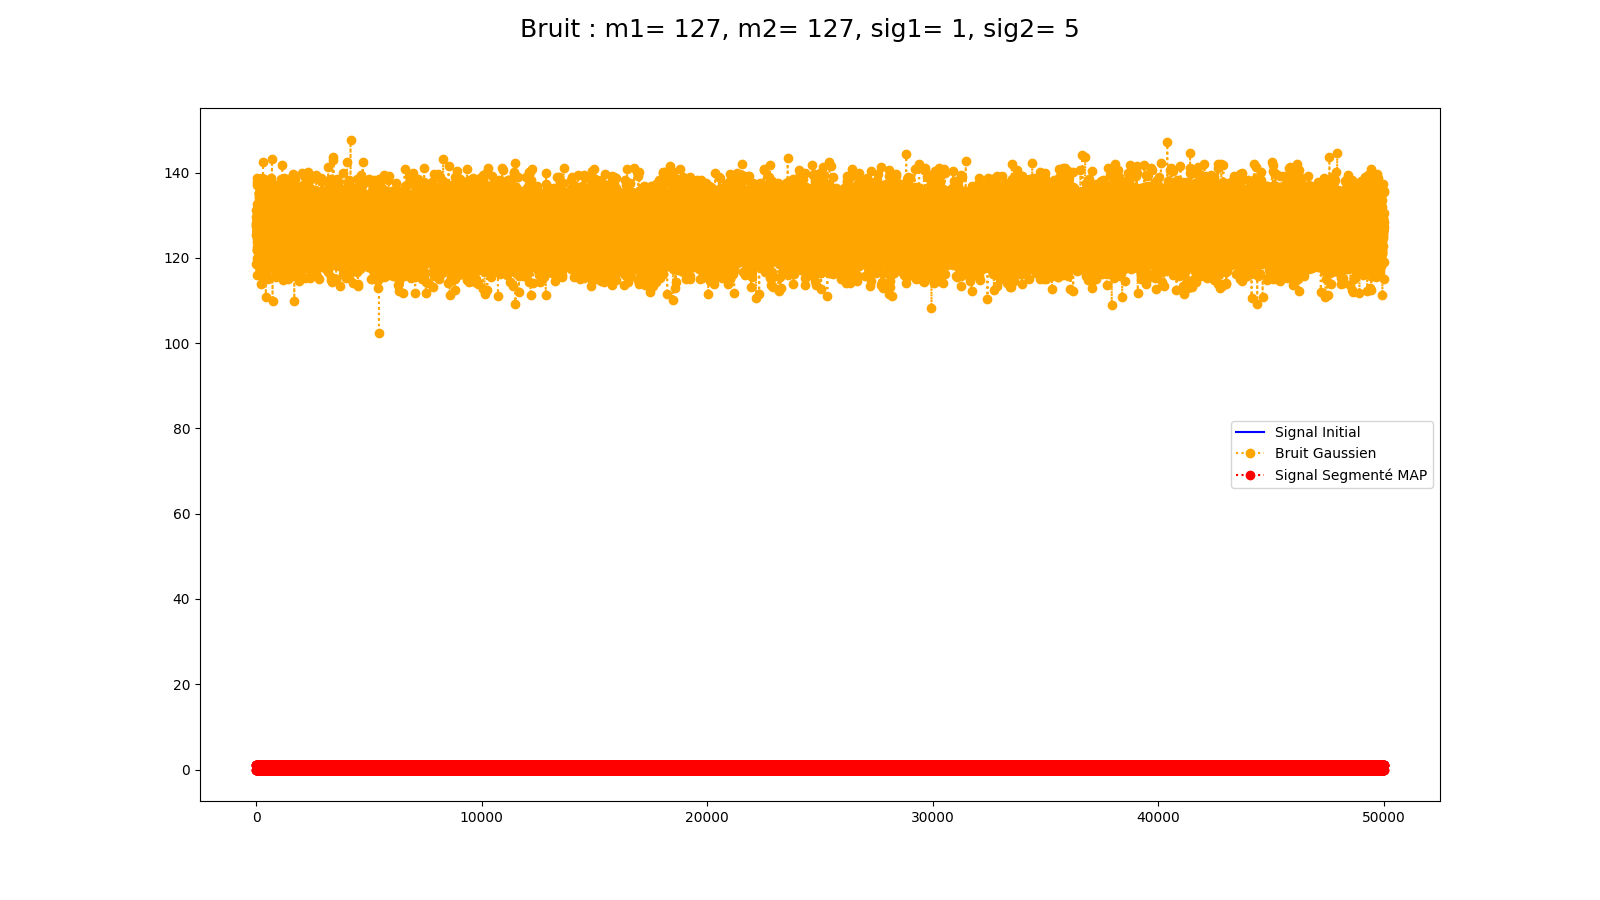 Bruit : m1= 127, m2= 127, sig1= 1, sig2= 5
140
120
100
80
60
40
20
0
Signal Initial
Bruit Gaussien
Signal Segmenté MAP
0 10000 20000 30000 40000 50000